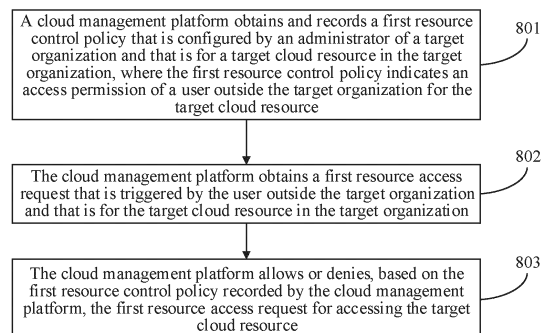 A cloud management platform obtains and records a first resource
control policy that is configured by an administrator of a target
organization and that is for a target cloud resource in the target
organization, where the first resource control policy indicates an
access permission of a user outside the target organization for the
target cloud resource
801
The cloud management platform obtains a first resource access
request that is triggered by the user outside the target organization
and that is for the target cloud resource in the target organization
802
The cloud management platform allows or denies, based on the
first resource control policy recorded by the cloud management
platform, the first resource access request for accessing the target
cloud resource
803